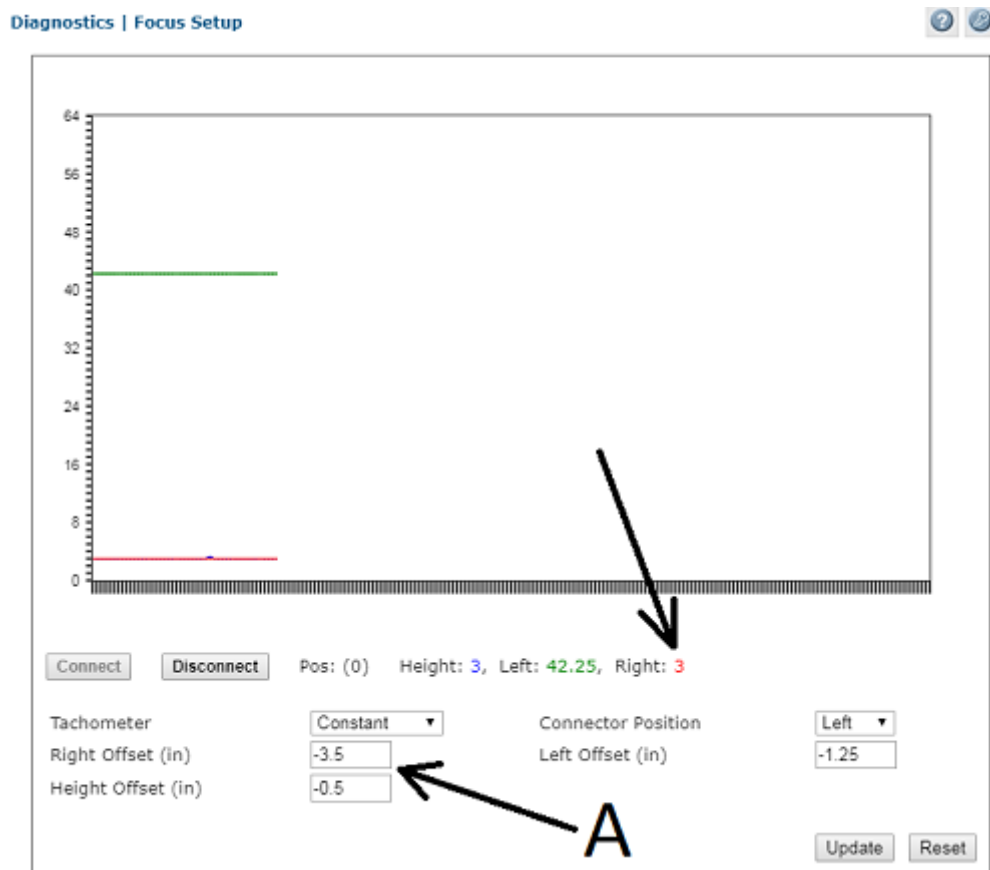 Diagnostics | Focus Setup
64
56
48
40
32
24
16
8
0
Connect Disconnect Pos: (0) Height: 3, Left: 42.25, Right: 3
Tachometer Constant Connector Position Left
Right Offset (in) -3.5 Left Offset (in) -1.25
Height Offset (in) -0.5
A
Update Reset